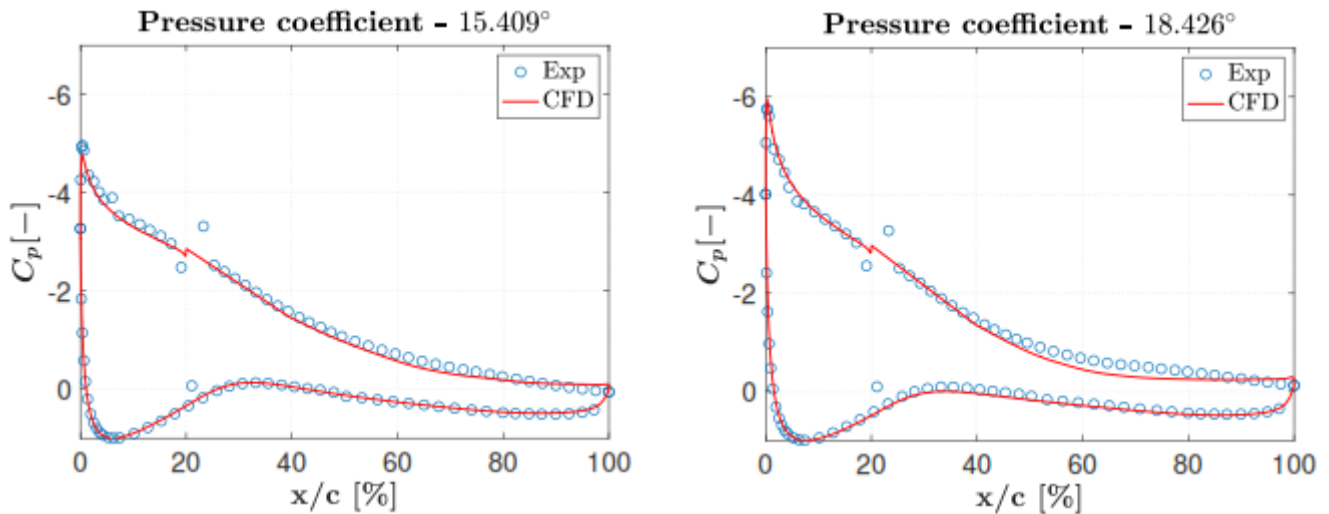 Pressure coefficient - 15.409°
Exp
CFD
-6
-4
-2
0
C_p[−]
0 20 40 60 80 100
x/c [%]
Pressure coefficient - 18.426°
Exp
CFD
-6
-4
-2
0
C_p[−]
0 20 40 60 80 100
x/c [%]